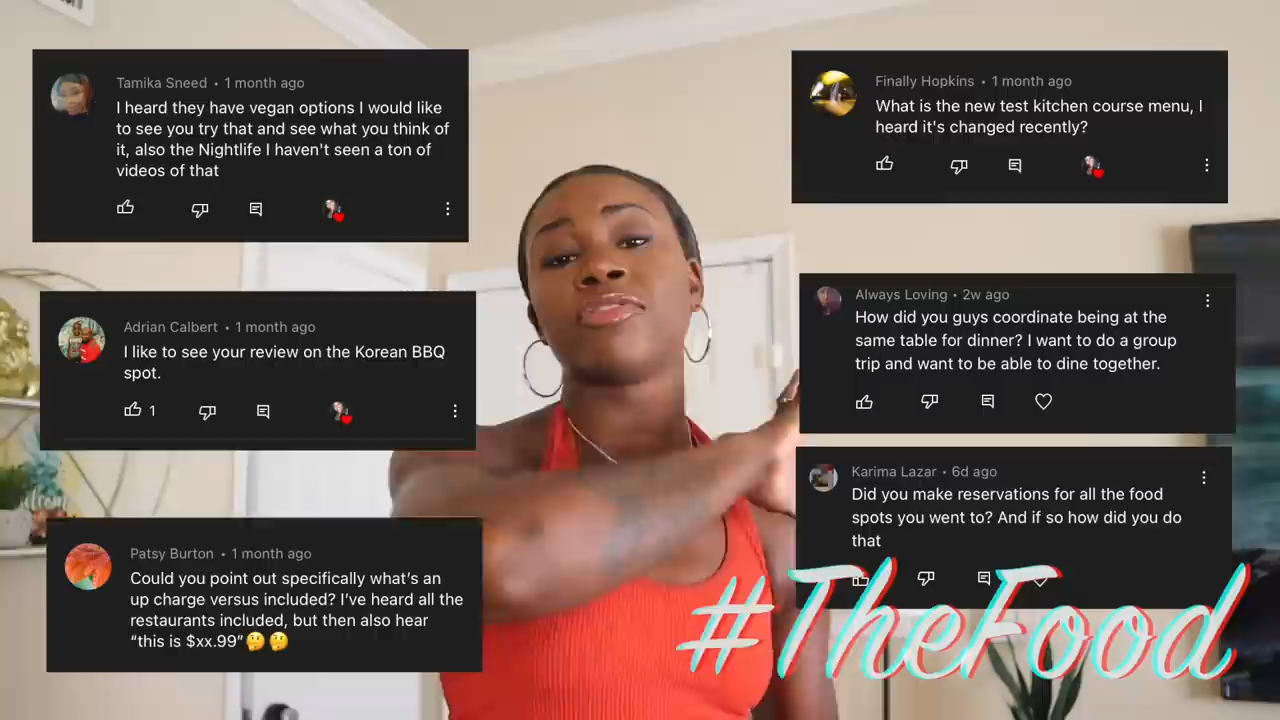 Tamika Sneed • 1 month ago
I heard they have vegan options I would like
to see you try that and see what you think of
it, also the Nightlife I haven't seen a ton of
videos of that
Adrian Calbert • 1 month ago
I like to see your review on the Korean BBQ
spot.
1
Patsy Burton • 1 month ago
Could you point out specifically what's an
up charge versus included? I've heard all the
restaurants included, but then also hear
“this is $xx.99”🤔🤔
Finally Hopkins • 1 month ago
What is the new test kitchen course menu, I
heard it's changed recently?
Always Loving • 2w ago
How did you guys coordinate being at the
same table for dinner? I want to do a group
trip and want to be able to dine together.
Karima Lazar • 6d ago
Did you make reservations for all the food
spots you went to? And if so how did you do
that
#TheFood